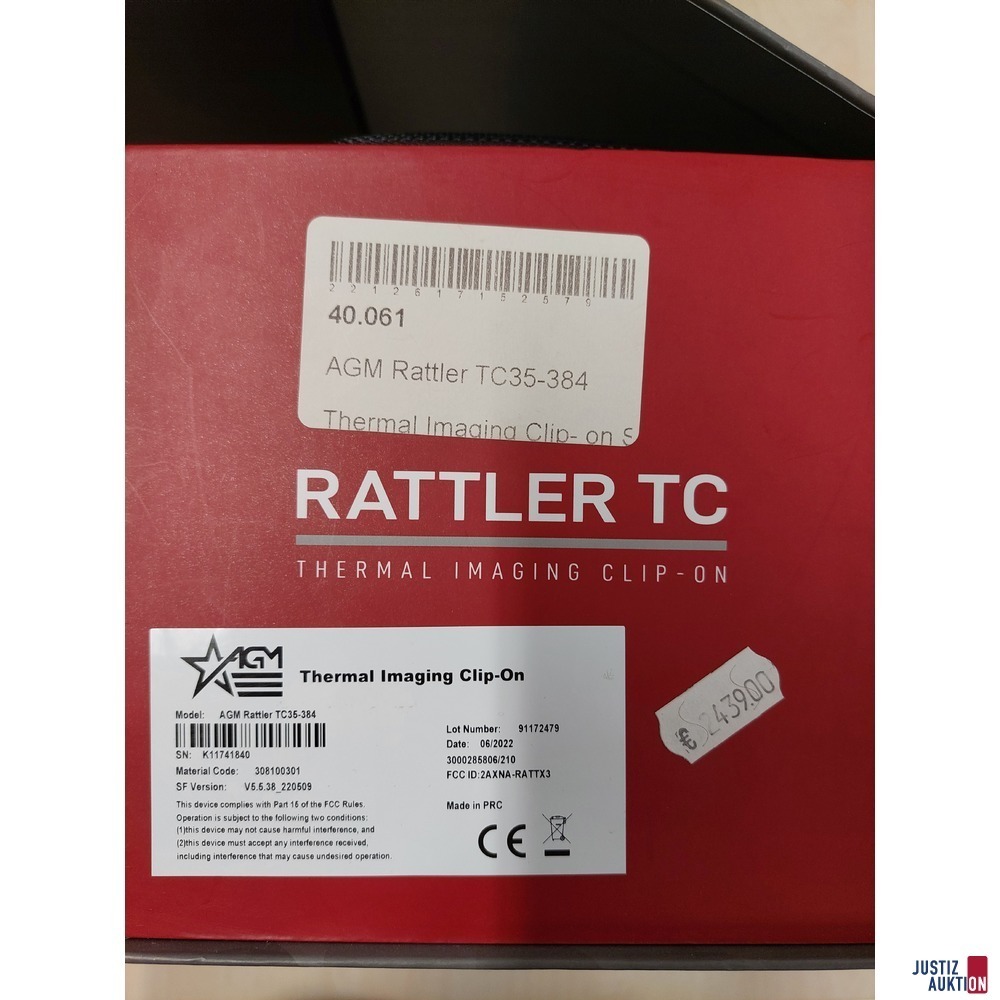 2212617152579
40.061
AGM Rattler TC35-384
Thermal Imaging Clip- on S
RATTLER TC
THERMAL IMAGING CLIP-ON
AGM
Thermal Imaging Clip-On
Model: AGM Rattler TC35-384
SN: K11741840
Material Code: 308100301
SF Version: V5.5.38_220509
This device complies with Part 15 of the FCC Rules.
Operation is subject to the following two conditions:
(1)this device may not cause harmful interference, and
(2)this device must accept any interference received,
including interference that may cause undesired operation.
Lot Number: 91172479
Date: 06/2022
3000285806/210
FCC ID:2AXNA-RATTX3
Made in PRC
CE
€ 2439.00
JUSTIZ
AUKTION